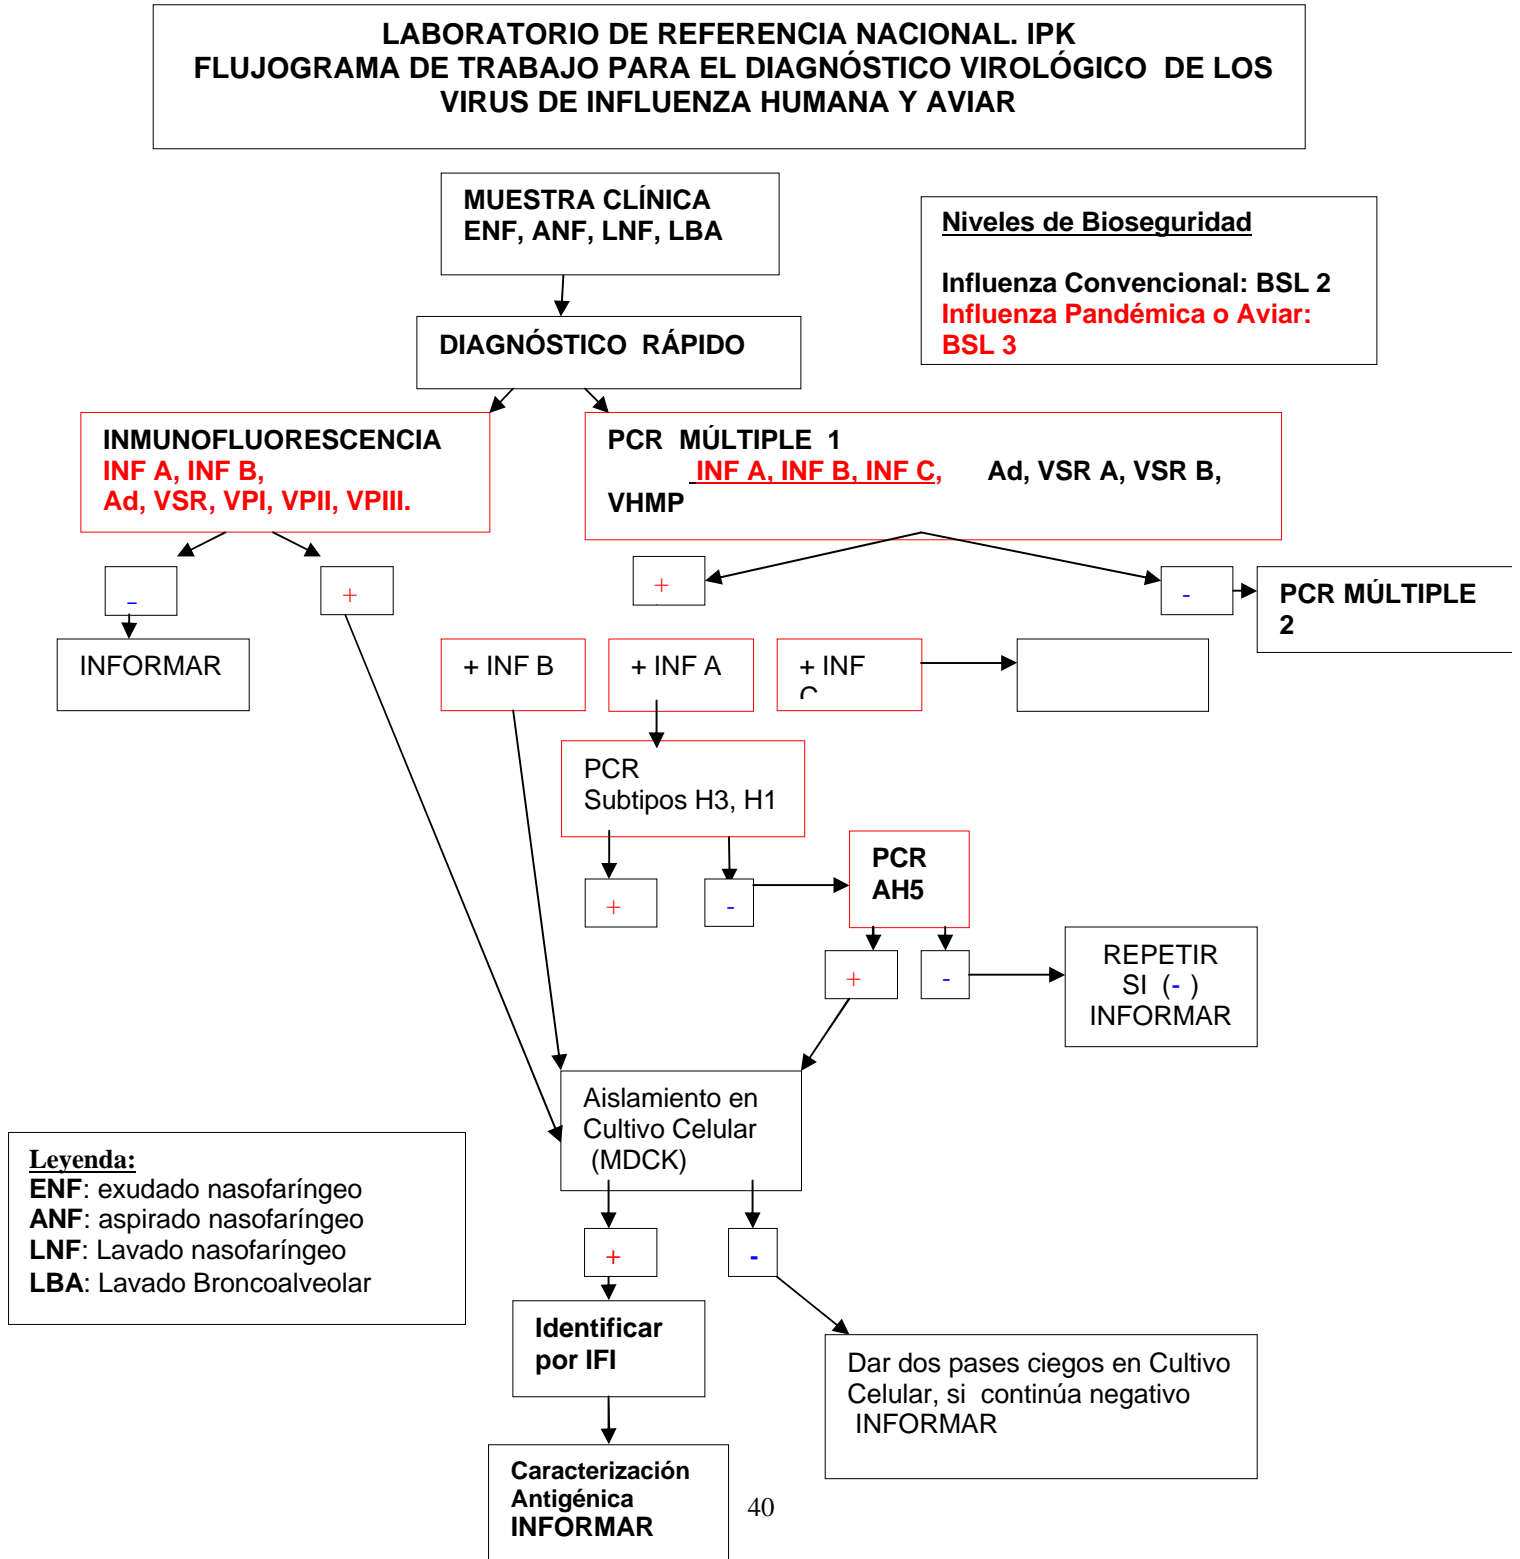 LABORATORIO DE REFERENCIA NACIONAL. IPK
FLUJOGRAMA DE TRABAJO PARA EL DIAGNÓSTICO VIROLÓGICO DE LOS
VIRUS DE INFLUENZA HUMANA Y AVIAR
MUESTRA CLÍNICA
ENF, ANF, LNF, LBA
Niveles de Bioseguridad
Influenza Convencional: BSL 2
Influenza Pandémica o Aviar:
BSL 3
DIAGNÓSTICO RÁPIDO
INMUNOFLUORESCENCIA
INF A, INF B,
Ad, VSR, VPI, VPII, VPIII.
PCR MÚLTIPLE 1
INF A, INF B, INF C, Ad, VSR A, VSR B,
VHMP
-
+
+
-
PCR MÚLTIPLE
2
INFORMAR
+ INF B
+ INF A
+ INF
C
PCR
Subtipos H3, H1
+
-
PCR
AH5
+
-
REPETIR
SI (- )
INFORMAR
Aislamiento en
Cultivo Celular
(MDCK)
Leyenda:
ENF: exudado nasofaríngeo
ANF: aspirado nasofaríngeo
LNF: Lavado nasofaríngeo
LBA: Lavado Broncoalveolar
+
-
Identificar
por IFI
Dar dos pases ciegos en Cultivo
Celular, si continúa negativo
INFORMAR
Caracterización
Antigénica
INFORMAR
40